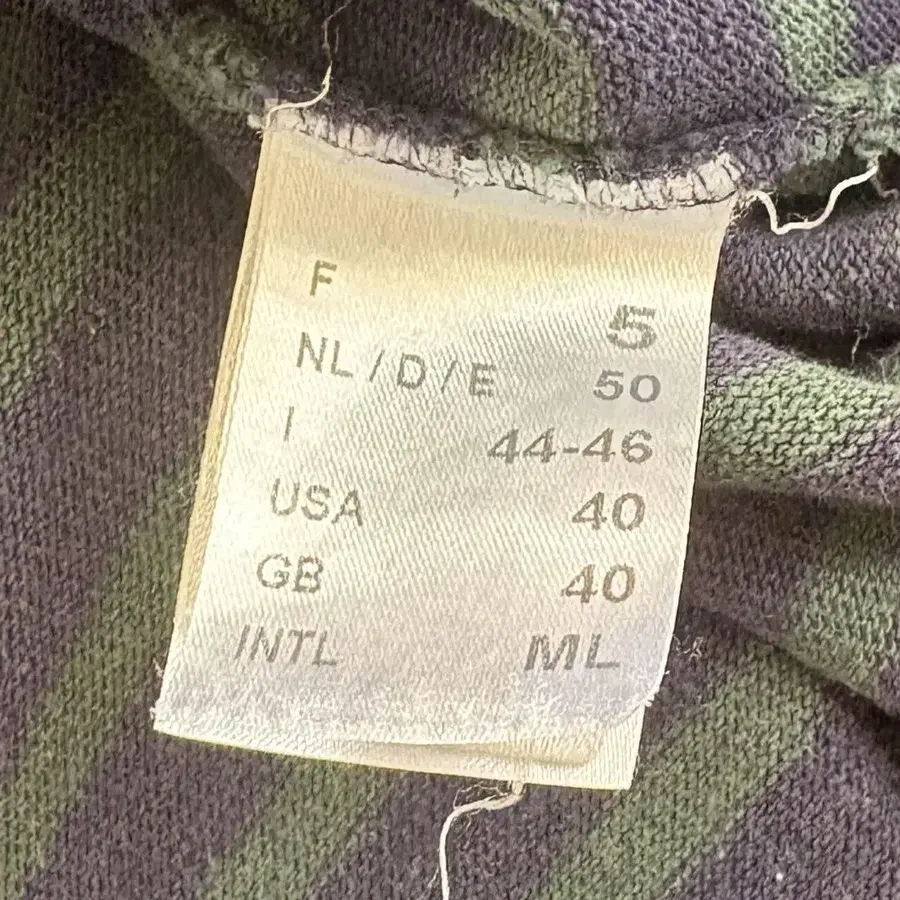 F 5
NL / D / E 50
I 44-46
USA 40
GB 40
INTL ML